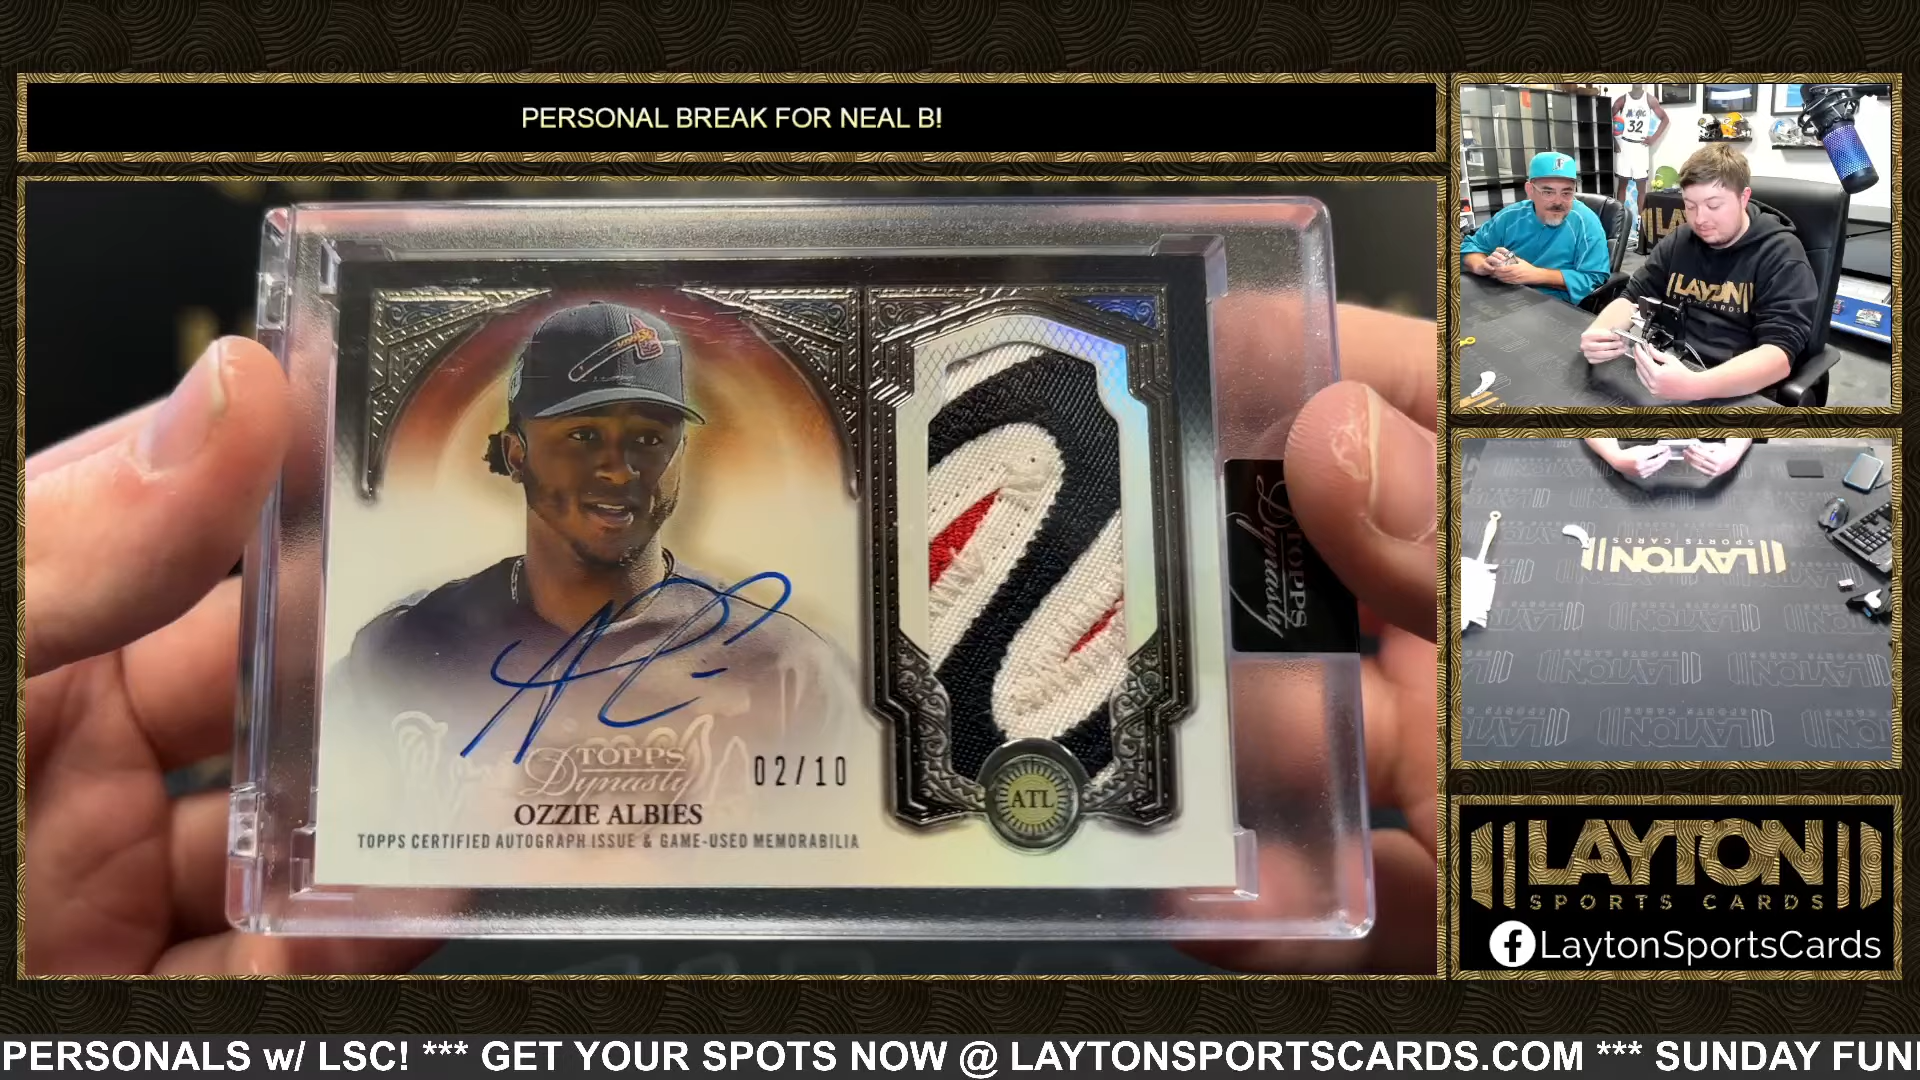 PERSONAL BREAK FOR NEAL B!
32
LAYTON
SPORTS CARDS
TOPPS
Dynasty
TOPPS
Dynasty
02/10
OZZIE ALBIES
TOPPS CERTIFIED AUTOGRAPH ISSUE & GAME-USED MEMORABILIA
ATL
LAYTON
SPORTS CARDS
LAYTON
SPORTS CARDS
LaytonSportsCards
PERSONALS w/ LSC! *** GET YOUR SPOTS NOW @ LAYTONSPORTSCARDS.COM *** SUNDAY FUN